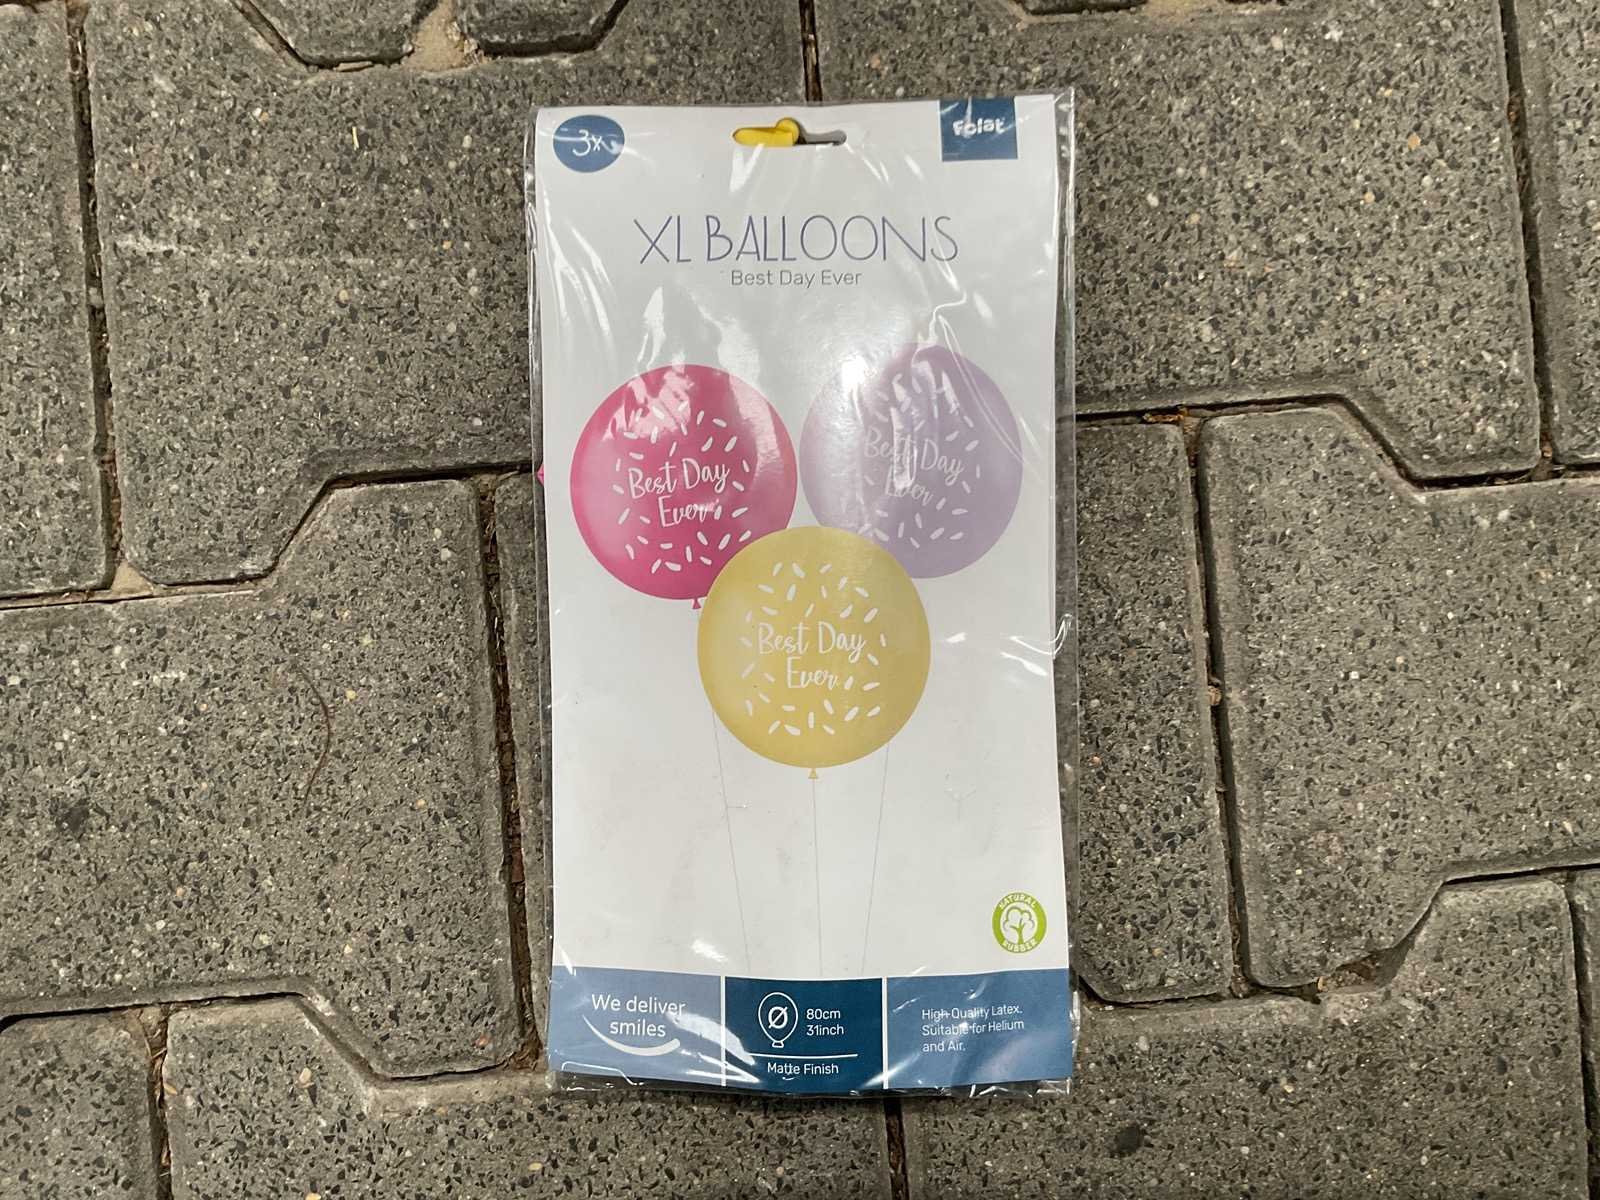 3x
Folat
XL BALLOONS
Best Day Ever
Best Day
Ever
Best Day
Ever
Best Day
Ever
NATURAL
RUBBER
We deliver
smiles
80cm
31inch
Matte Finish
High Quality Latex.
Suitable for Helium
and Air.